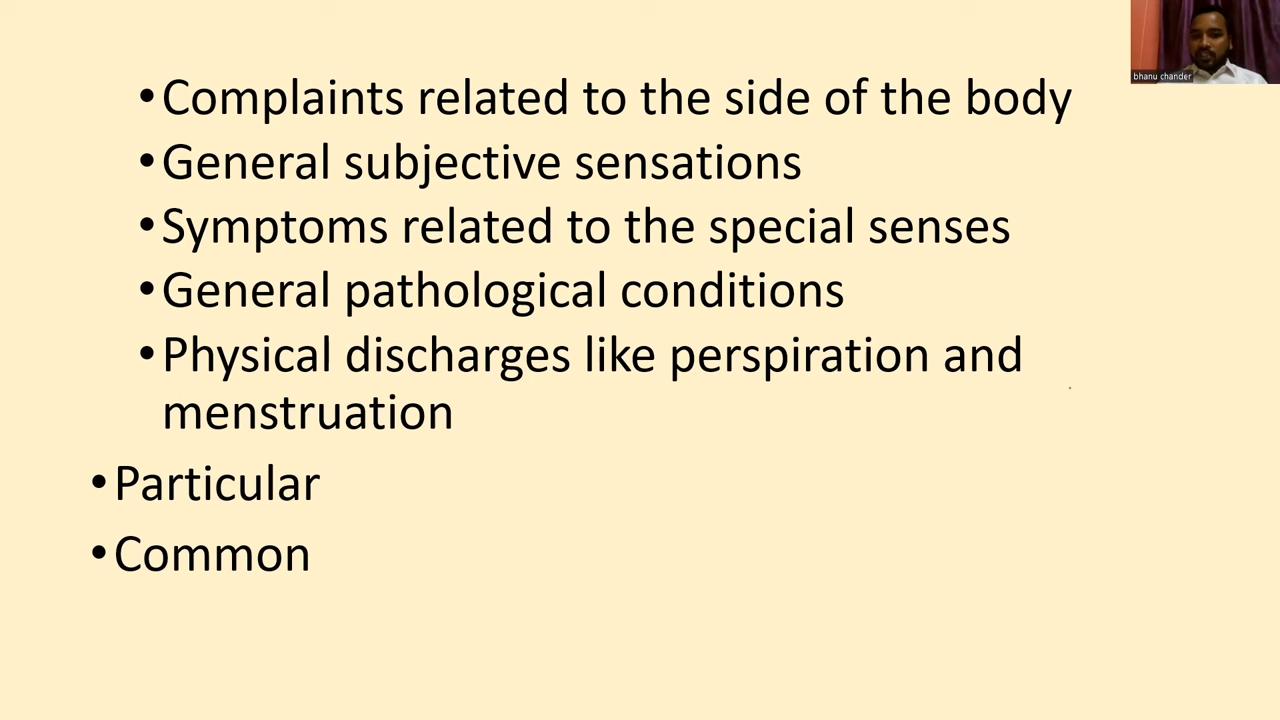 bhanu chander
•Complaints related to the side of the body
•General subjective sensations
•Symptoms related to the special senses
•General pathological conditions
•Physical discharges like perspiration and
menstruation
•Particular
•Common